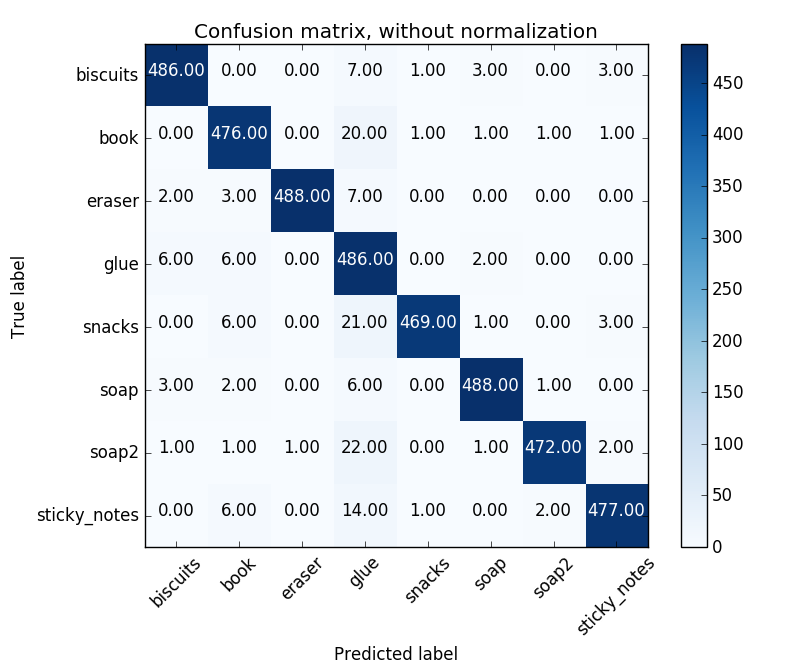 Confusion matrix, without normalization
biscuits 486.00 0.00 0.00 7.00 1.00 3.00 0.00 3.00
book 0.00 476.00 0.00 20.00 1.00 1.00 1.00 1.00
eraser 2.00 3.00 488.00 7.00 0.00 0.00 0.00 0.00
glue 6.00 6.00 0.00 486.00 0.00 2.00 0.00 0.00
snacks 0.00 6.00 0.00 21.00 469.00 1.00 0.00 3.00
soap 3.00 2.00 0.00 6.00 0.00 488.00 1.00 0.00
soap2 1.00 1.00 1.00 22.00 0.00 1.00 472.00 2.00
sticky_notes 0.00 6.00 0.00 14.00 1.00 0.00 2.00 477.00
biscuits book eraser glue snacks soap soap2 sticky_notes
True label
Predicted label
450
400
350
300
250
200
150
100
50
0